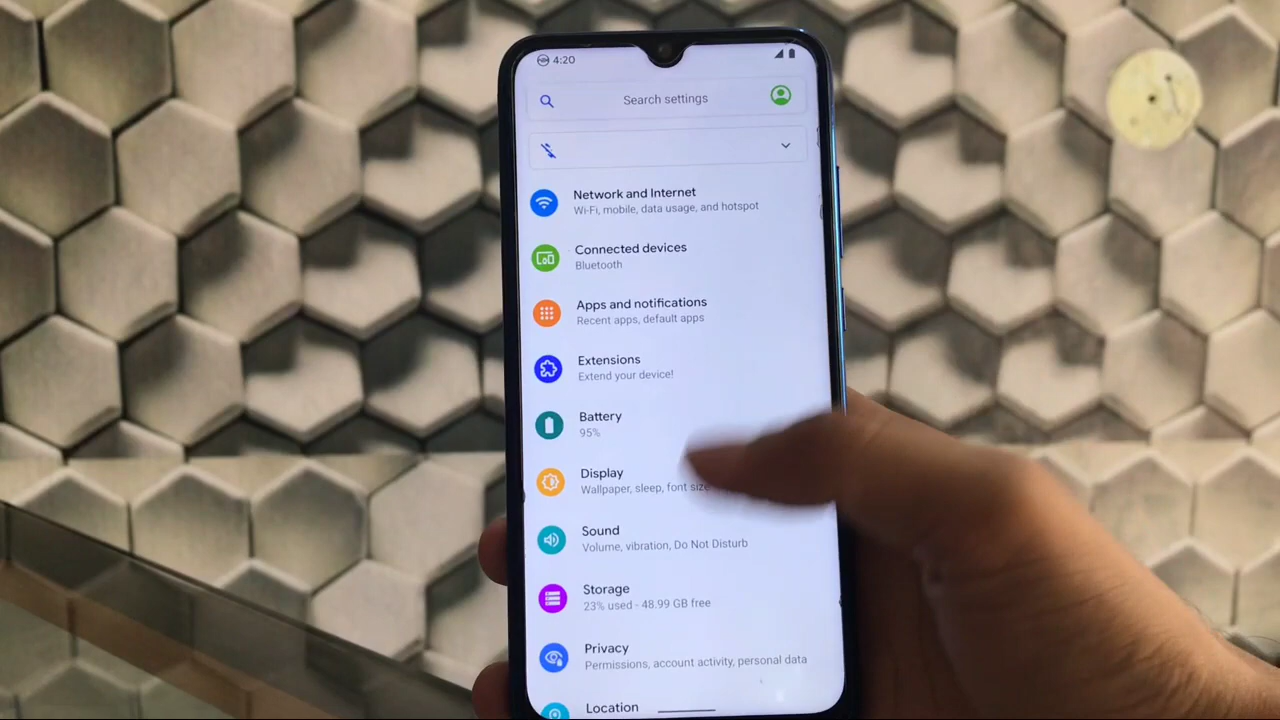 4:20
Search settings
Network and Internet
Wi-Fi, mobile, data usage, and hotspot
Connected devices
Bluetooth
Apps and notifications
Recent apps, default apps
Extensions
Extend your device!
Battery
95%
Display
Wallpaper, sleep, font size
Sound
Volume, vibration, Do Not Disturb
Storage
23% used - 48.99 GB free
Privacy
Permissions, account activity, personal data
Location